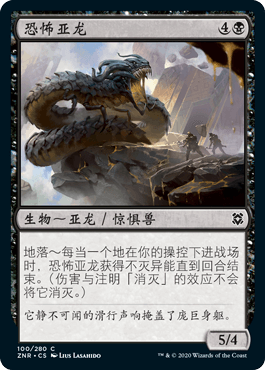 恐怖亚龙 4
生物～亚龙／惊惧兽
地落～每当一个地在你的操控下进战场
时，恐怖亚龙获得不灭异能直到回合结
束。（伤害与注明「消灭」的效应不会
将它消灭。）
它静不可闻的滑行声响掩盖了庞巨身躯。
5/4
100/280 C
ZNR • CS LIUS LASAHIDO
™ & © 2020 Wizards of the Coast